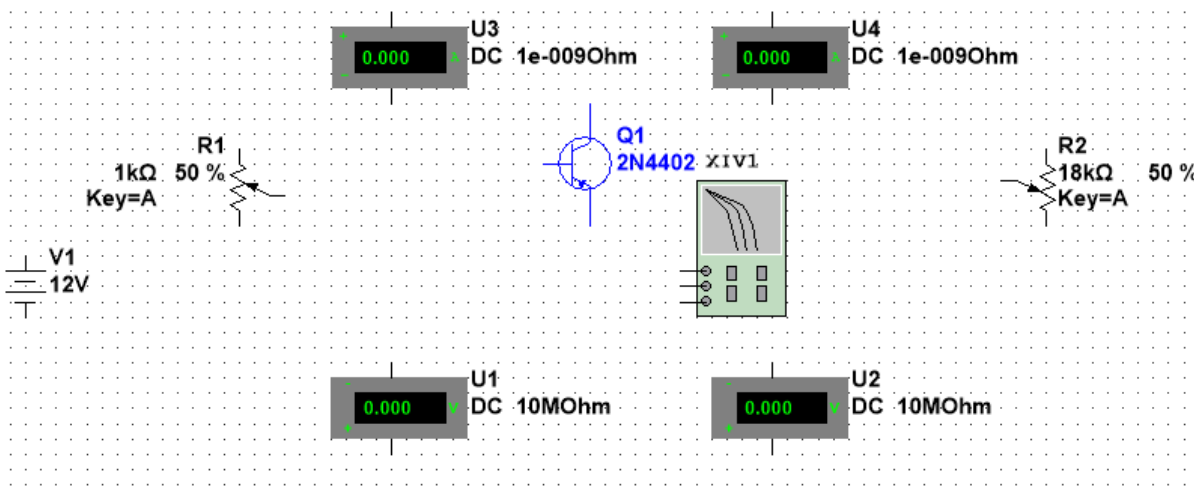 U3
0.000 A DC 1e-009Ohm
U4
0.000 A DC 1e-009Ohm
R1
1kΩ 50 %
Key=A
Q1
2N4402
XIV1
R2
18kΩ 50 %
Key=A
V1
12V
U1
0.000 V DC 10MOhm
U2
0.000 V DC 10MOhm